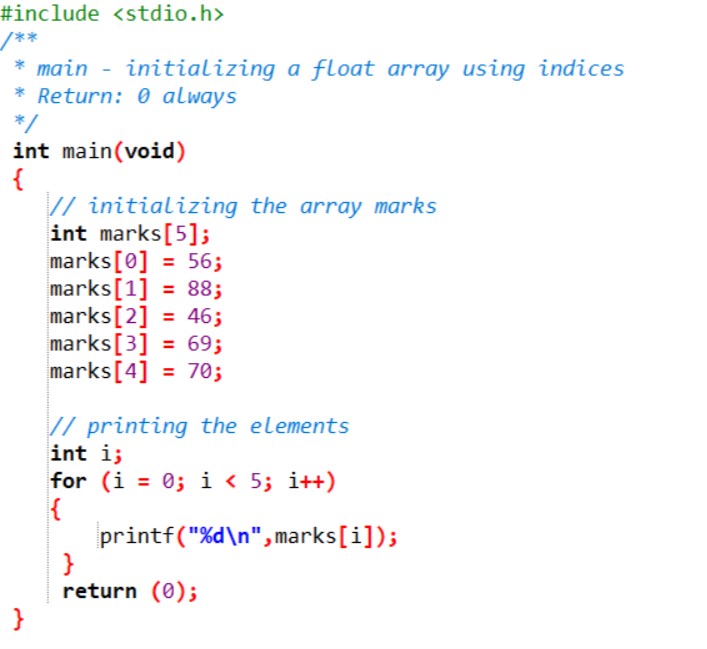 #include <stdio.h>
/**
 * main - initializing a float array using indices
 * Return: 0 always
 */
int main(void)
{
    // initializing the array marks
    int marks[5];
    marks[0] = 56;
    marks[1] = 88;
    marks[2] = 46;
    marks[3] = 69;
    marks[4] = 70;

    // printing the elements
    int i;
    for (i = 0; i < 5; i++)
    {
        printf("%d\n",marks[i]);
     }
     return (0);
}